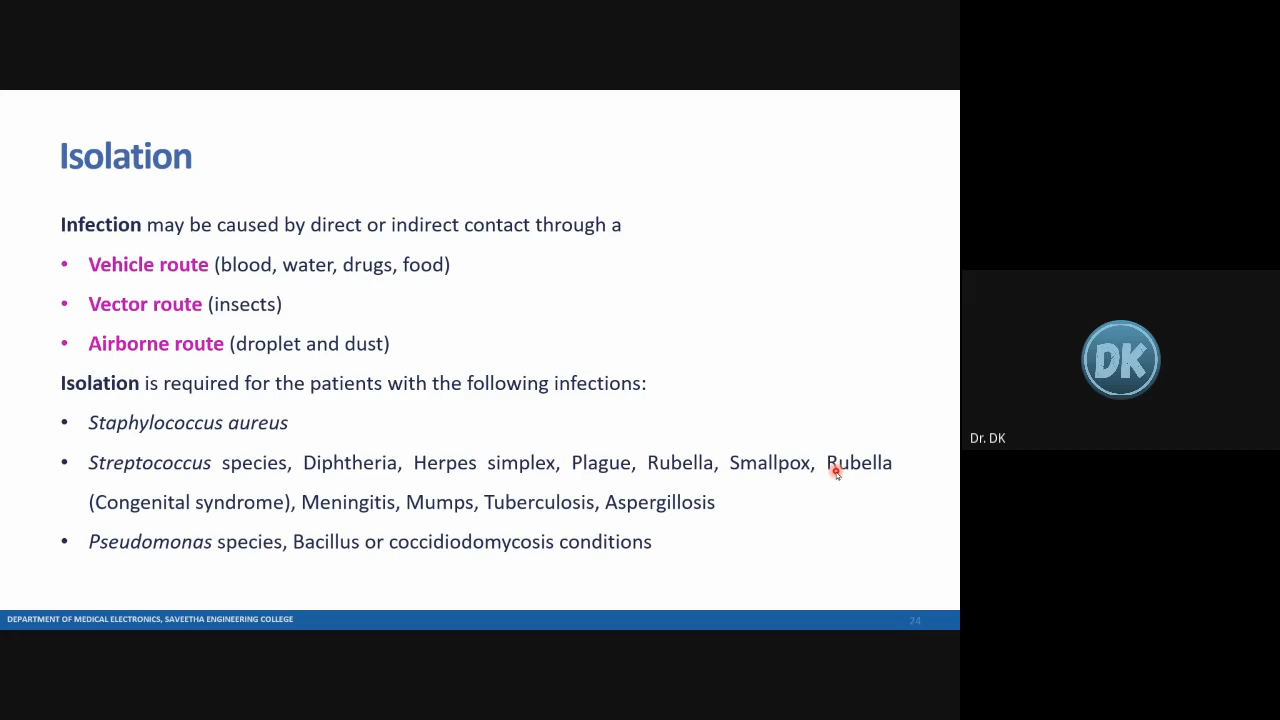 Isolation
Infection may be caused by direct or indirect contact through a
• Vehicle route (blood, water, drugs, food)
• Vector route (insects)
• Airborne route (droplet and dust)
Isolation is required for the patients with the following infections:
• Staphylococcus aureus
• Streptococcus species, Diphtheria, Herpes simplex, Plague, Rubella, Smallpox, Rubella
(Congenital syndrome), Meningitis, Mumps, Tuberculosis, Aspergillosis
• Pseudomonas species, Bacillus or coccidiodomycosis conditions
DEPARTMENT OF MEDICAL ELECTRONICS, SAVEETHA ENGINEERING COLLEGE
24
DK
Dr. DK